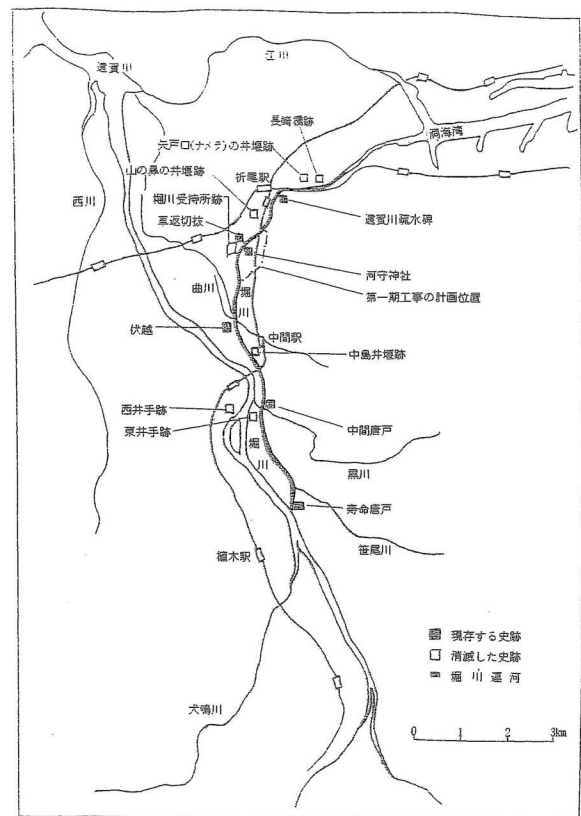 遠賀川
江川
長崎橋跡
洞海湾
矢戸口(ナメラ)の井堰跡
山の鼻の井堰跡
折尾駅
堀川受持所跡
車返切抜
西川
遠賀川疏水碑
河守神社
第一期工事の計画位置
曲川
堀川
伏越
中間駅
中島井堰跡
西井手跡
東井手跡
中間唐戸
堀川
黒川
寿命唐戸
笹尾川
植木駅
犬鳴川
現存する史跡
消滅した史跡
堀川運河
0 1 2 3km